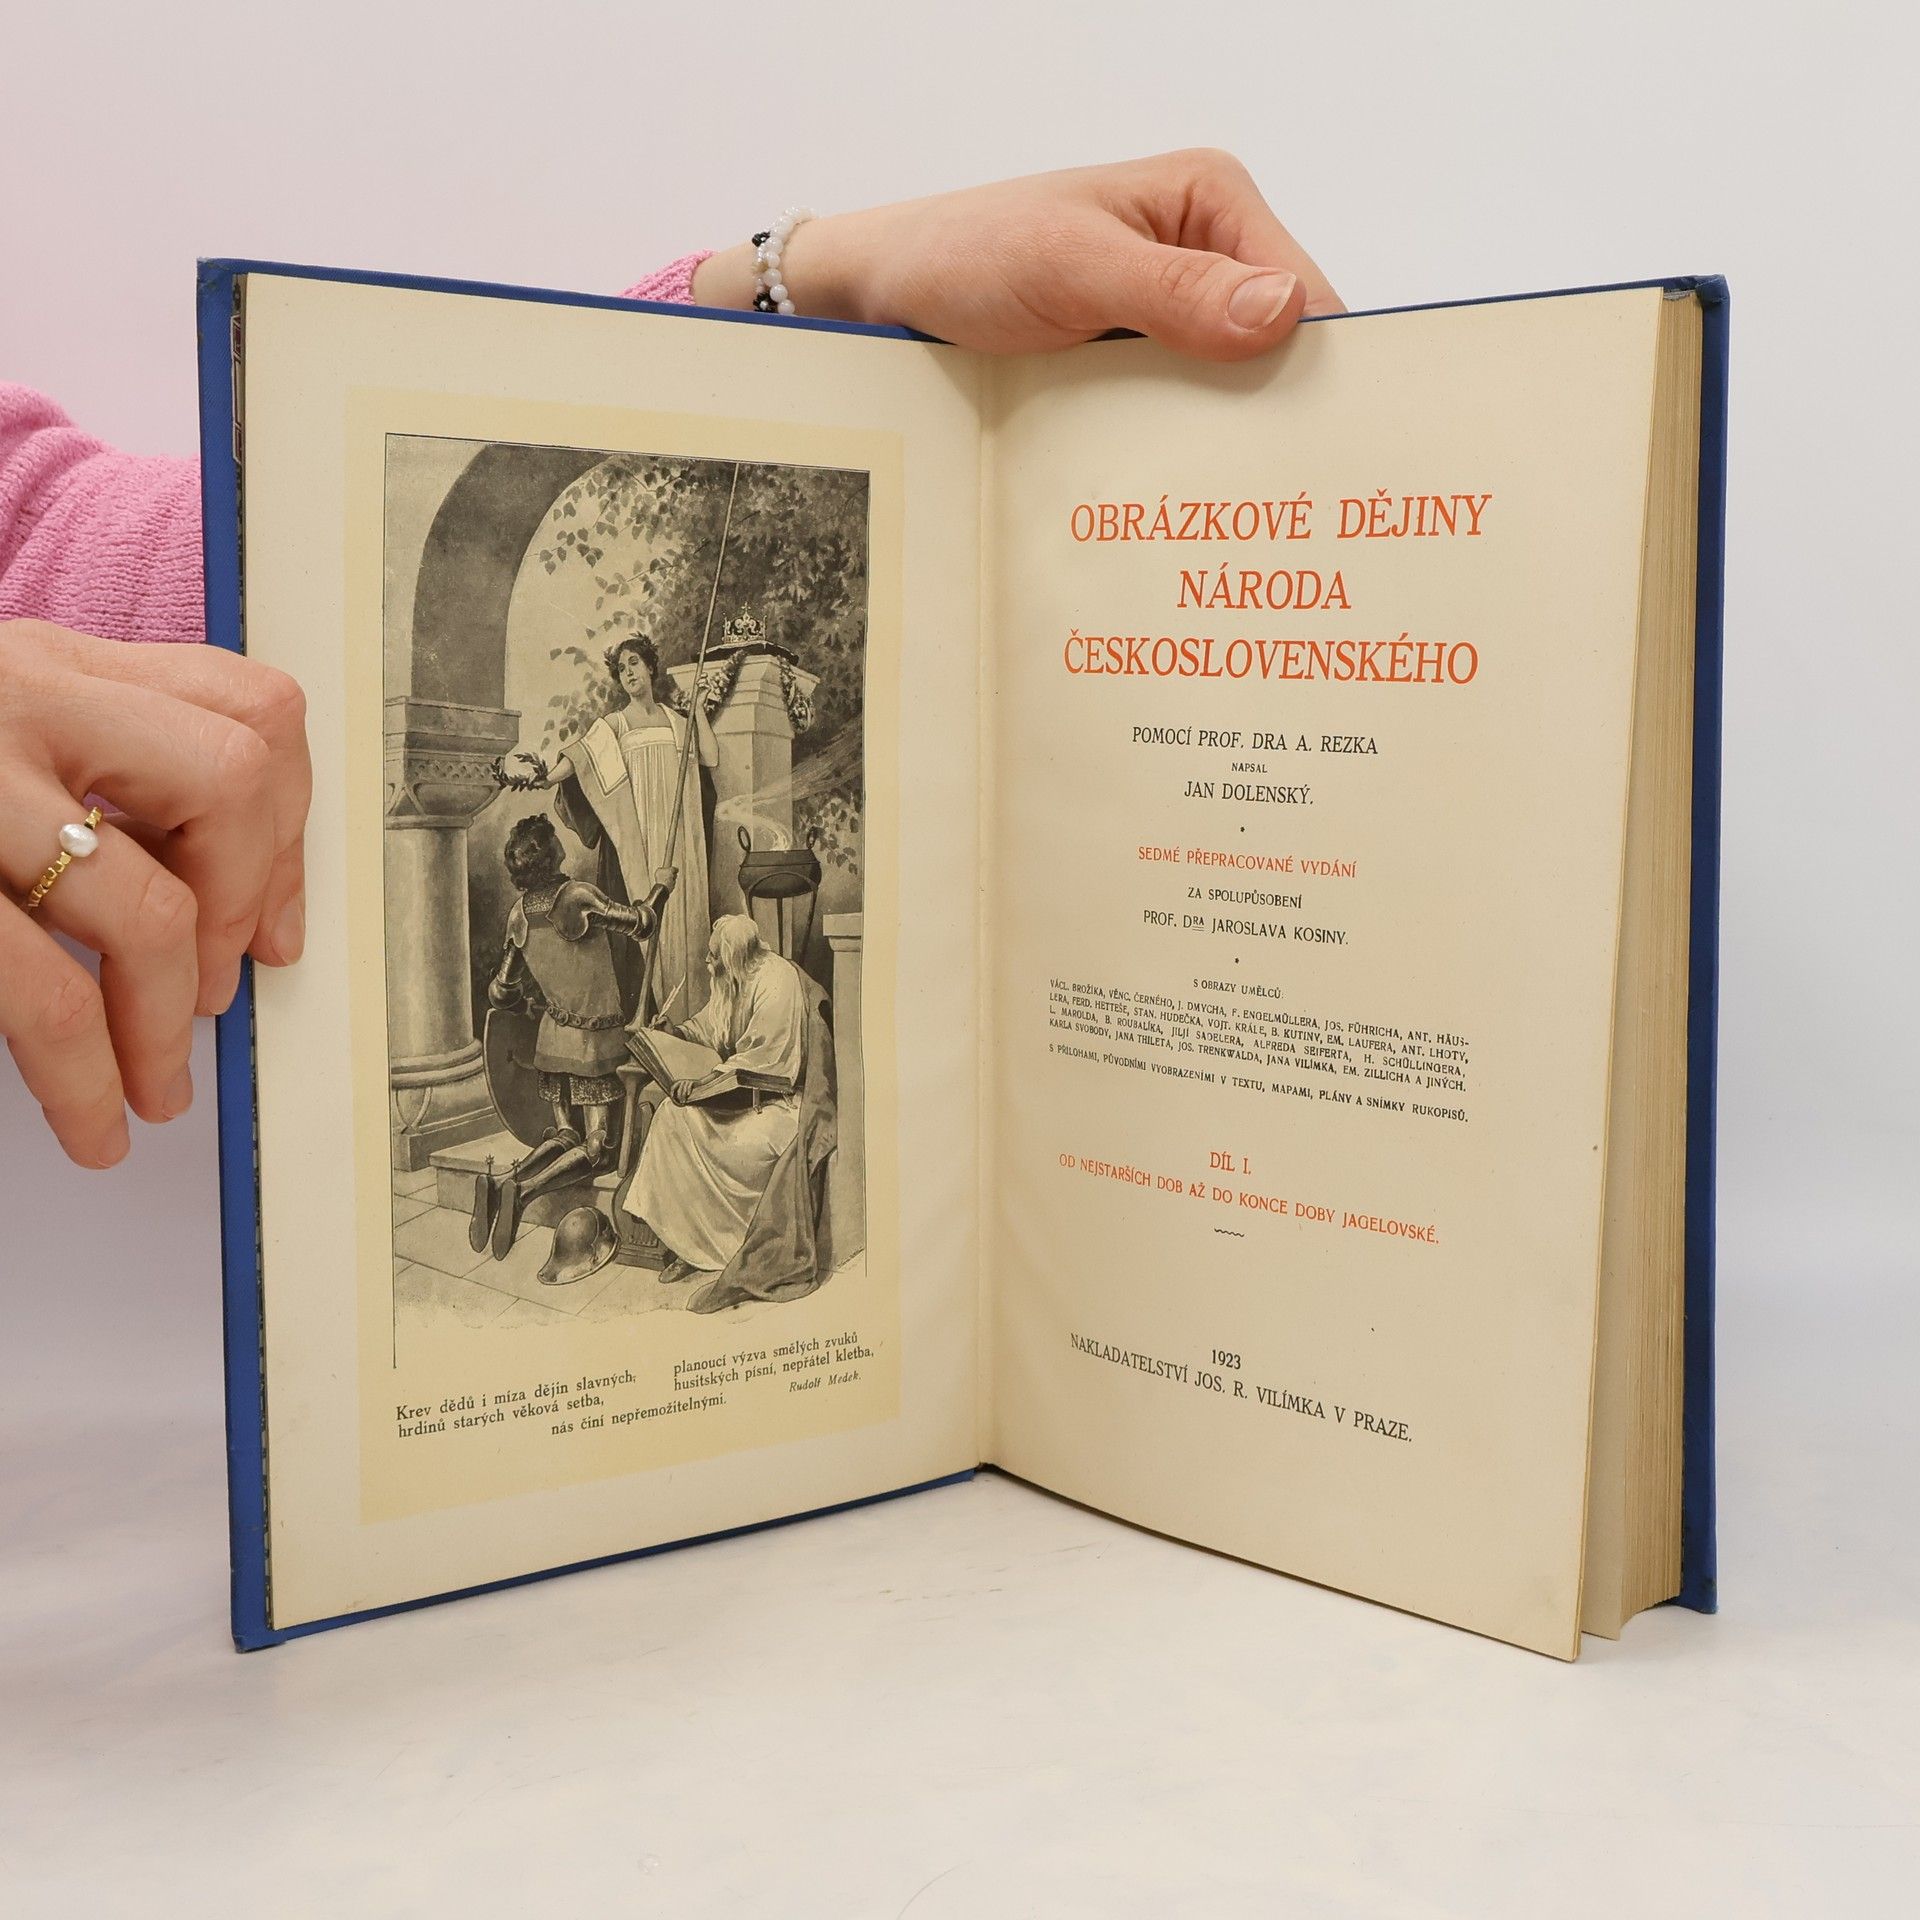 Krev dědů i míza dějin slavných,
hrdinů starých věková setba,
planoucí výzva smělých zvuků
husitských písní, nepřátel kletba,
nás činí nepřemožitelnými.
Rudolf Medek.
OBRÁZKOVÉ DĚJINY
NÁRODA
ČESKOSLOVENSKÉHO
POMOCÍ PROF. DRA A. REZKA
NAPSAL
JAN DOLENSKÝ.
SEDMÉ PŘEPRACOVANÉ VYDÁNÍ
ZA SPOLUPŮSOBENÍ
PROF. DRA JAROSLAVA KOSINY.
S OBRAZY UMĚLCŮ:
VÁCL. BROŽÍKA, VĚNC. ČERNÉHO, J. DMYCHA, F. ENGELMÜLLERA, JOS. FÜHRICHA, ANT. HÄUS-
LERA, FERD. HETTEŠE, STAN. HUDEČKA, VOJT. KRÁLE, B. KUTINY, EM. LAUFERA, ANT. LHOTY,
L. MAROLDA, B. ROUBALÍKA, JILJÍ SADELERA, ALFREDA SEIFERTA, H. SCHÜLLINGERA,
KARLA SVOBODY, JANA THILETA, JOS. TRENKWALDA, JANA VILÍMKA, EM. ZILLICHA A JINÝCH.
S PŘÍLOHAMI, PŮVODNÍMI VYOBRAZENÍMI V TEXTU, MAPAMI, PLÁNY A SNÍMKY RUKOPISŮ.
DÍL I.
OD NEJSTARŠÍCH DOB AŽ DO KONCE DOBY JAGELOVSKÉ.
1923
NAKLADATELSTVÍ JOS. R. VILÍMKA V PRAZE.